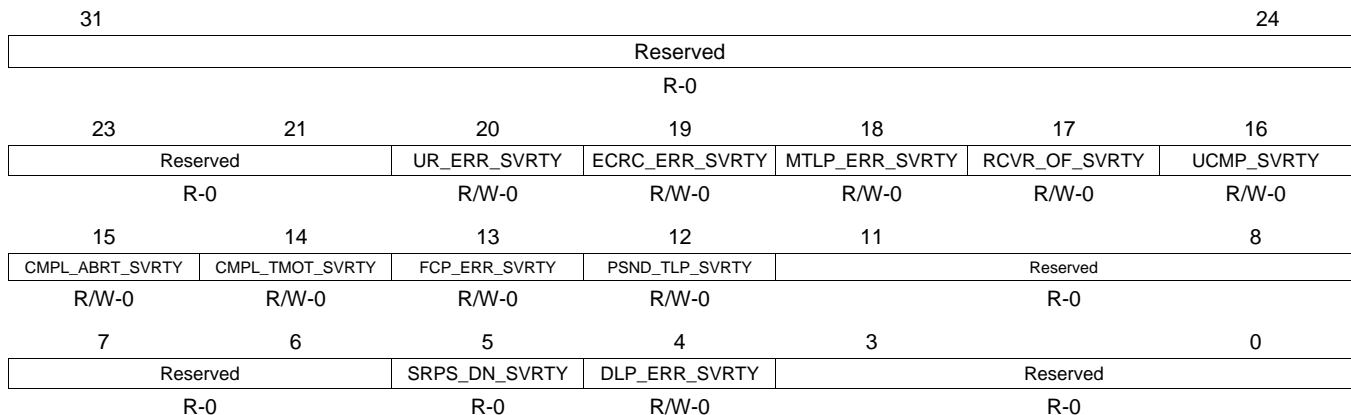 31 24
Reserved
R-0
23 21 20 19 18 17 16
Reserved UR_ERR_SVRTY ECRC_ERR_SVRTY MTLP_ERR_SVRTY RCVR_OF_SVRTY UCMP_SVRTY
R-0 R/W-0 R/W-0 R/W-0 R/W-0 R/W-0
15 14 13 12 11 8
CMPL_ABRT_SVRTY CMPL_TMOT_SVRTY FCP_ERR_SVRTY PSND_TLP_SVRTY Reserved
R/W-0 R/W-0 R/W-0 R/W-0 R-0
7 6 5 4 3 0
Reserved SRPS_DN_SVRTY DLP_ERR_SVRTY Reserved
R-0 R-0 R/W-0 R-0